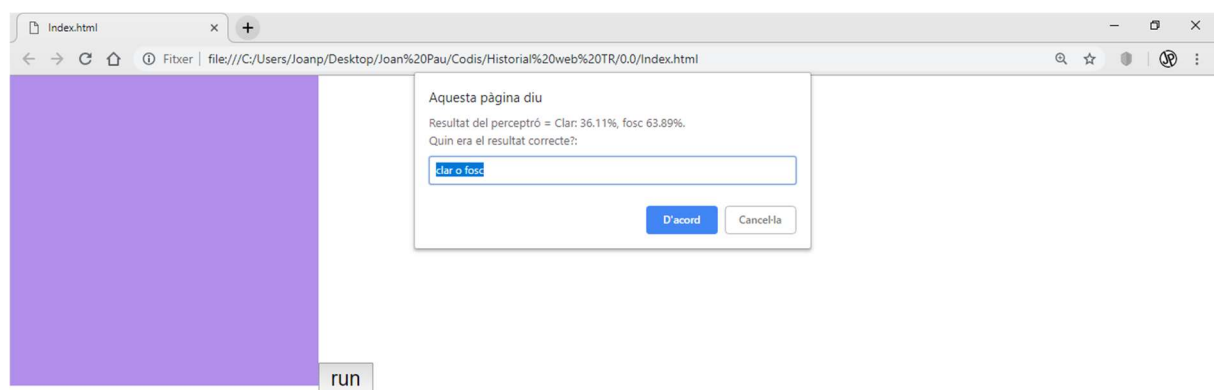 Index.html
Fitxer | file:///C:/Users/Joanp/Desktop/Joan%20Pau/Codis/Historial%20web%20TR/0.0/Index.html
JP
Aquesta pàgina diu
Resultat del perceptró = Clar: 36.11%, fosc 63.89%.
Quin era el resultat correcte?:
clar o fosc
D'acord Cancel·la
run